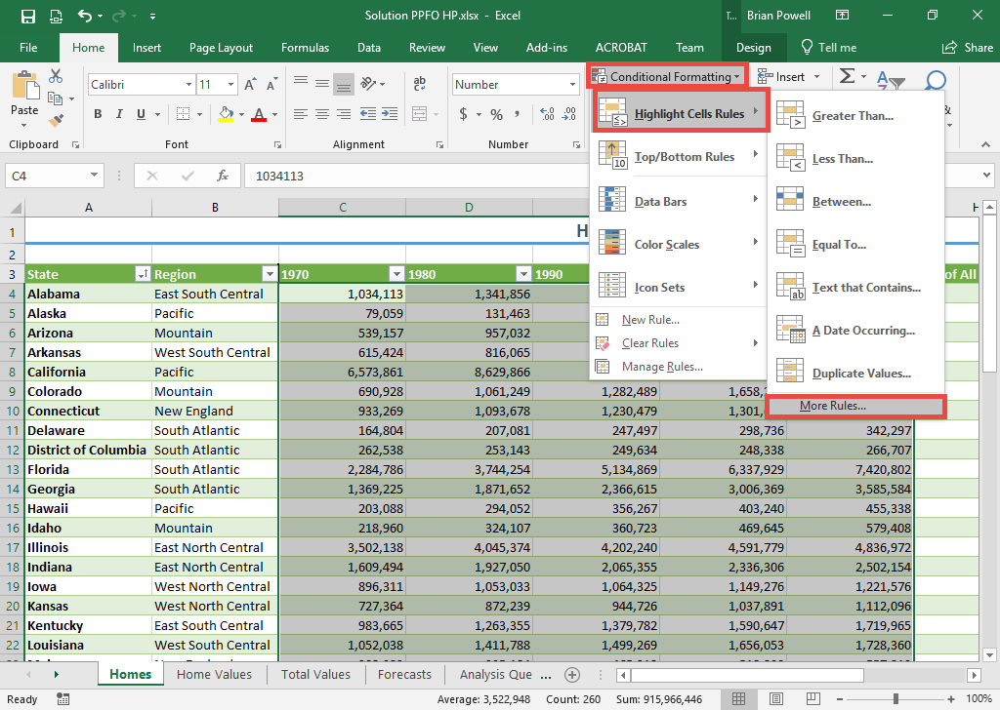 Solution PPFO HP.xlsx - Excel
T...
Brian Powell
File
Home
Insert
Page Layout
Formulas
Data
Review
View
Add-ins
ACROBAT
Team
Design
Tell me
Share
Paste
Clipboard
Calibri
11
B I U
Font
Alignment
Number
$ % ,
Number
Conditional Formatting
Insert
Highlight Cells Rules
Top/Bottom Rules
Data Bars
Color Scales
Icon Sets
New Rule...
Clear Rules
Manage Rules...
Greater Than...
Less Than...
Between...
Equal To...
Text that Contains...
A Date Occurring...
Duplicate Values...
More Rules...
C4
fx
1034113
A B C D H
1 H
2
3 State Region 1970 1980 1990 of All
4 Alabama East South Central 1,034,113 1,341,856
5 Alaska Pacific 79,059 131,463
6 Arizona Mountain 539,157 957,032
7 Arkansas West South Central 615,424 816,065
8 California Pacific 6,573,861 8,629,866
9 Colorado Mountain 690,928 1,061,249 1,282,489 1,658,
10 Connecticut New England 933,269 1,093,678 1,230,479 1,301,
11 Delaware South Atlantic 164,804 207,081 247,497 298,736 342,297
12 District of Columbia South Atlantic 262,538 253,143 249,634 248,338 266,707
13 Florida South Atlantic 2,284,786 3,744,254 5,134,869 6,337,929 7,420,802
14 Georgia South Atlantic 1,369,225 1,871,652 2,366,615 3,006,369 3,585,584
15 Hawaii Pacific 203,088 294,052 356,267 403,240 455,338
16 Idaho Mountain 218,960 324,107 360,723 469,645 579,408
17 Illinois East North Central 3,502,138 4,045,374 4,202,240 4,591,779 4,836,972
18 Indiana East North Central 1,609,494 1,927,050 2,065,355 2,336,306 2,502,154
19 Iowa West North Central 896,311 1,053,033 1,064,325 1,149,276 1,221,576
20 Kansas West North Central 727,364 872,239 944,726 1,037,891 1,112,096
21 Kentucky East South Central 983,665 1,263,355 1,379,782 1,590,647 1,719,965
22 Louisiana West South Central 1,052,038 1,411,788 1,499,269 1,656,053 1,728,360
Homes
Home Values
Total Values
Forecasts
Analysis Que ...
Ready
Average: 3,522,948 Count: 260 Sum: 915,966,446
100%